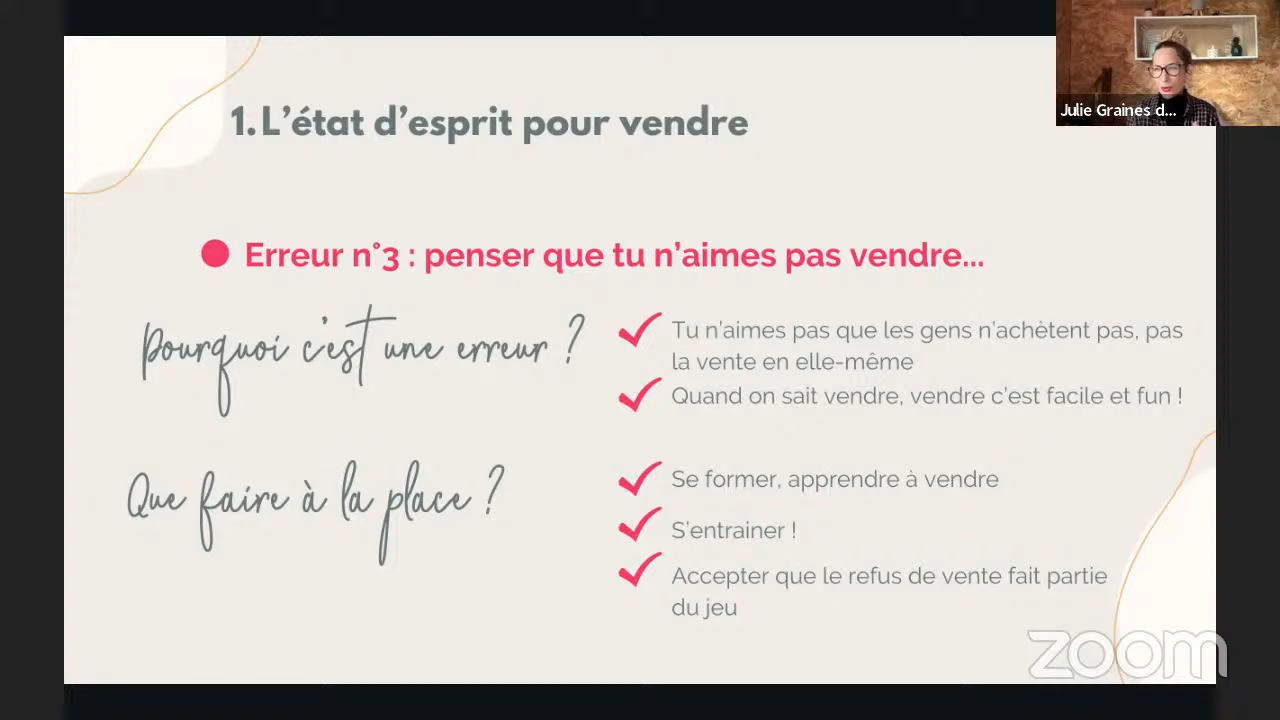 Julie Graines d...
1. L’état d’esprit pour vendre
Erreur n°3 : penser que tu n’aimes pas vendre...
Pourquoi c’est une erreur ?
Tu n’aimes pas que les gens n’achètent pas, pas
la vente en elle-même
Quand on sait vendre, vendre c’est facile et fun !
Que faire à la place ?
Se former, apprendre à vendre
S’entrainer !
Accepter que le refus de vente fait partie
du jeu
zoom